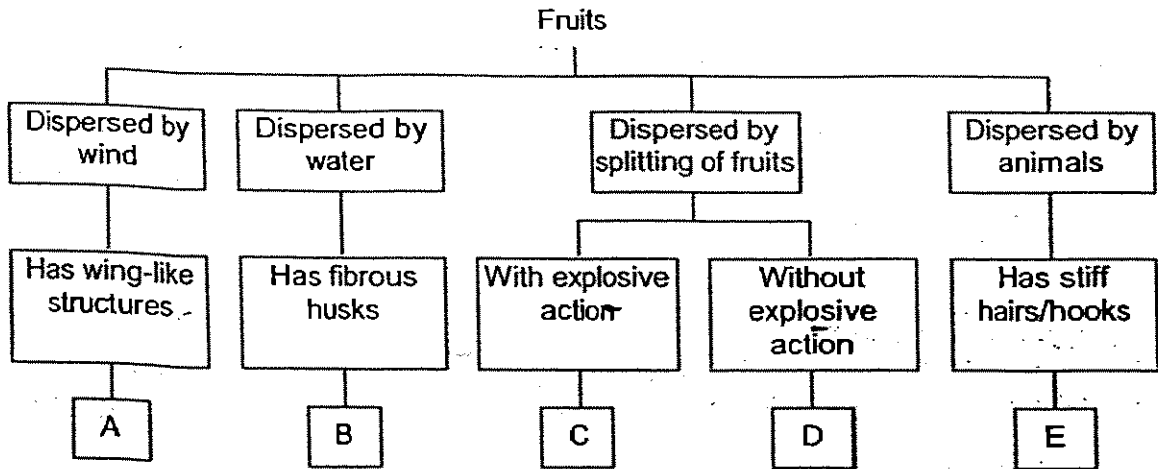 Fruits
Dispersed by
wind
Dispersed by
water
Dispersed by
splitting of fruits
Dispersed by
animals
Has wing-like
structures
Has fibrous
husks
With explosive
action
Without
explosive
action
Has stiff
hairs/hooks
A
B
C
D
E